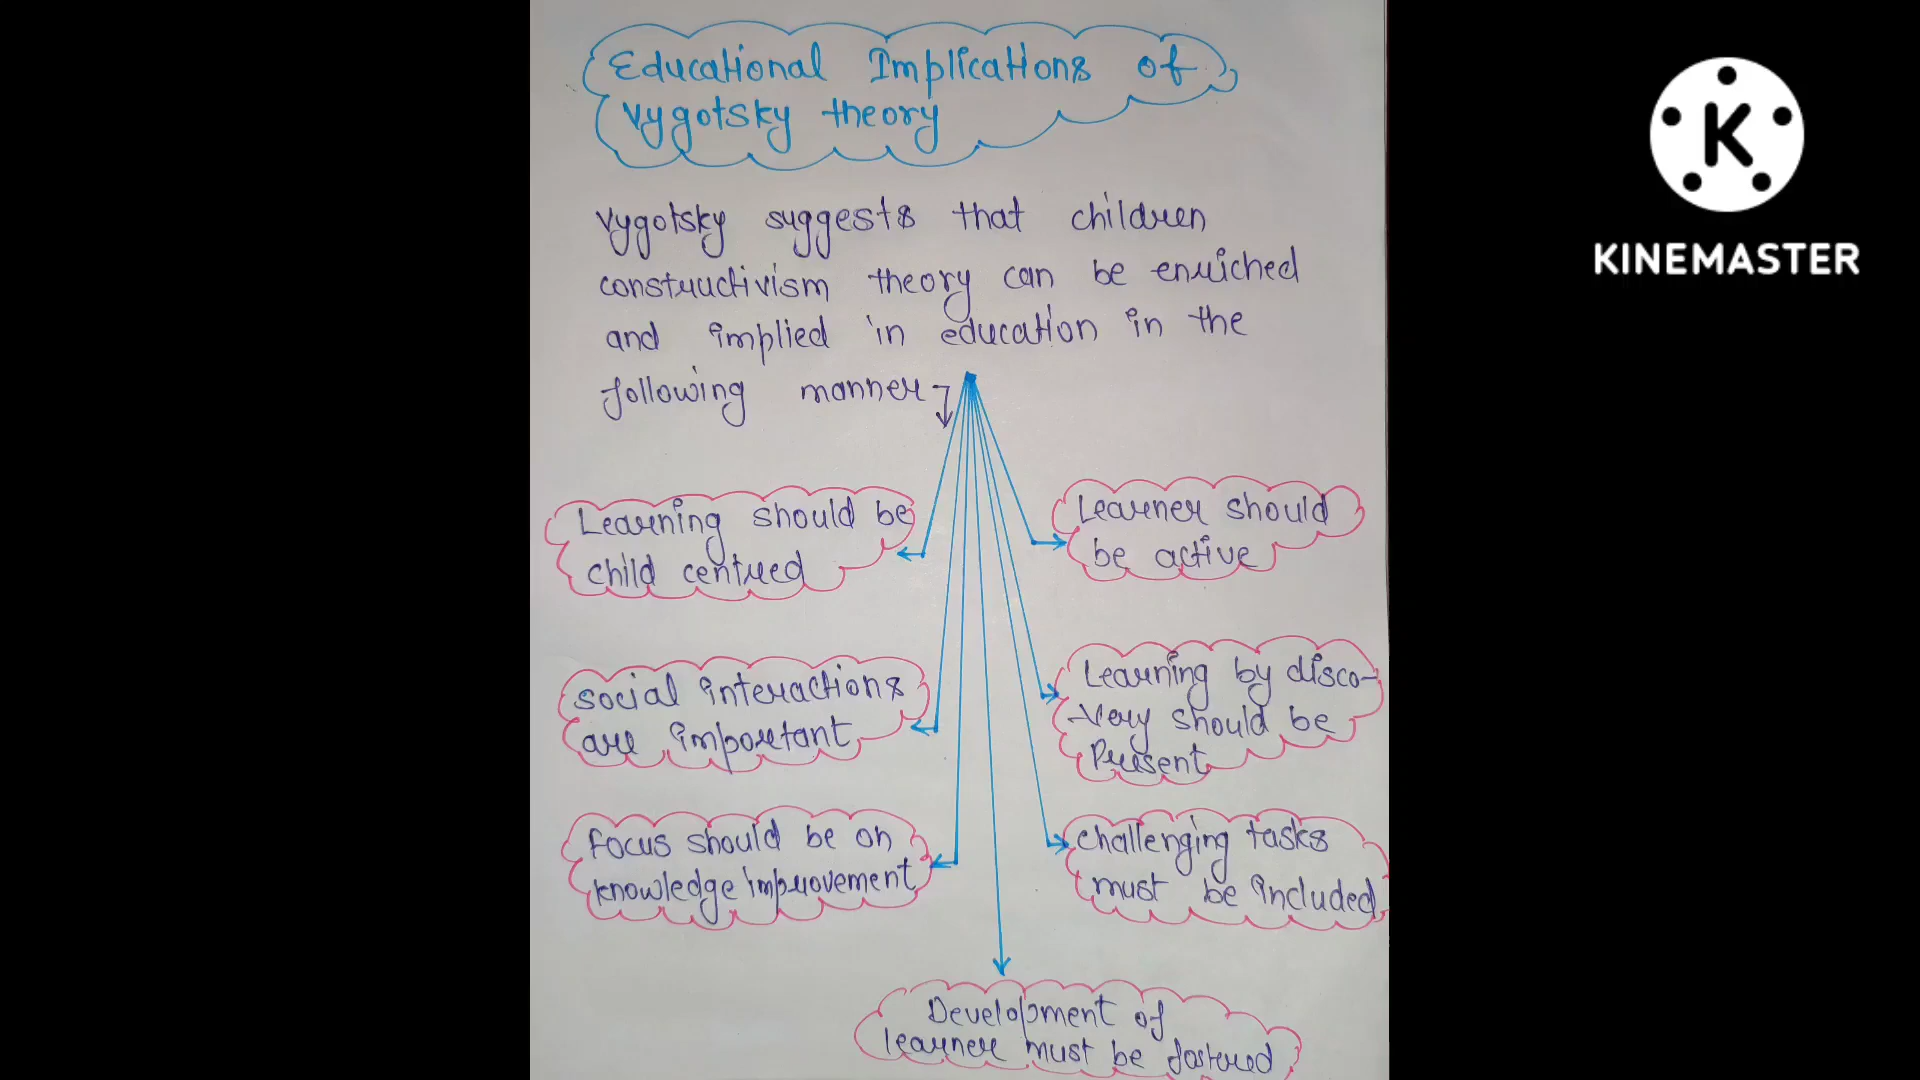 Educational Implications of
Vygotsky theory
Vygotsky suggests that children
constructivism theory can be enriched
and implied in education in the
following manner
Learning should be
child centred
Learner should
be active
social interactions
are important
Learning by disco-
-very should be
Present
Focus should be on
knowledge improvement
challenging tasks
must be included
Development of
learner must be fostered
K
KINEMASTER